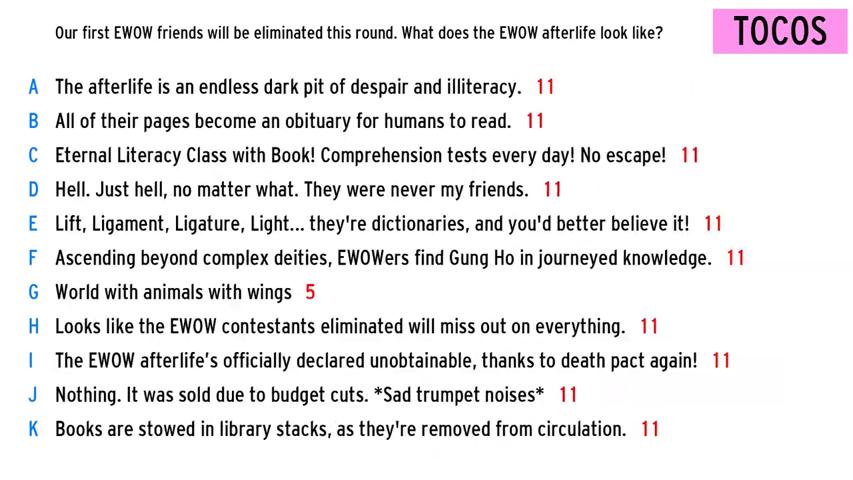 Our first EWOW friends will be eliminated this round. What does the EWOW afterlife look like?
TOCOS
A The afterlife is an endless dark pit of despair and illiteracy. 11
B All of their pages become an obituary for humans to read. 11
C Eternal Literacy Class with Book! Comprehension tests every day! No escape! 11
D Hell. Just hell, no matter what. They were never my friends. 11
E Lift, Ligament, Ligature, Light... they're dictionaries, and you'd better believe it! 11
F Ascending beyond complex deities, EWOWers find Gung Ho in journeyed knowledge. 11
G World with animals with wings 5
H Looks like the EWOW contestants eliminated will miss out on everything. 11
I The EWOW afterlife’s officially declared unobtainable, thanks to death pact again! 11
J Nothing. It was sold due to budget cuts. *Sad trumpet noises* 11
K Books are stowed in library stacks, as they're removed from circulation. 11